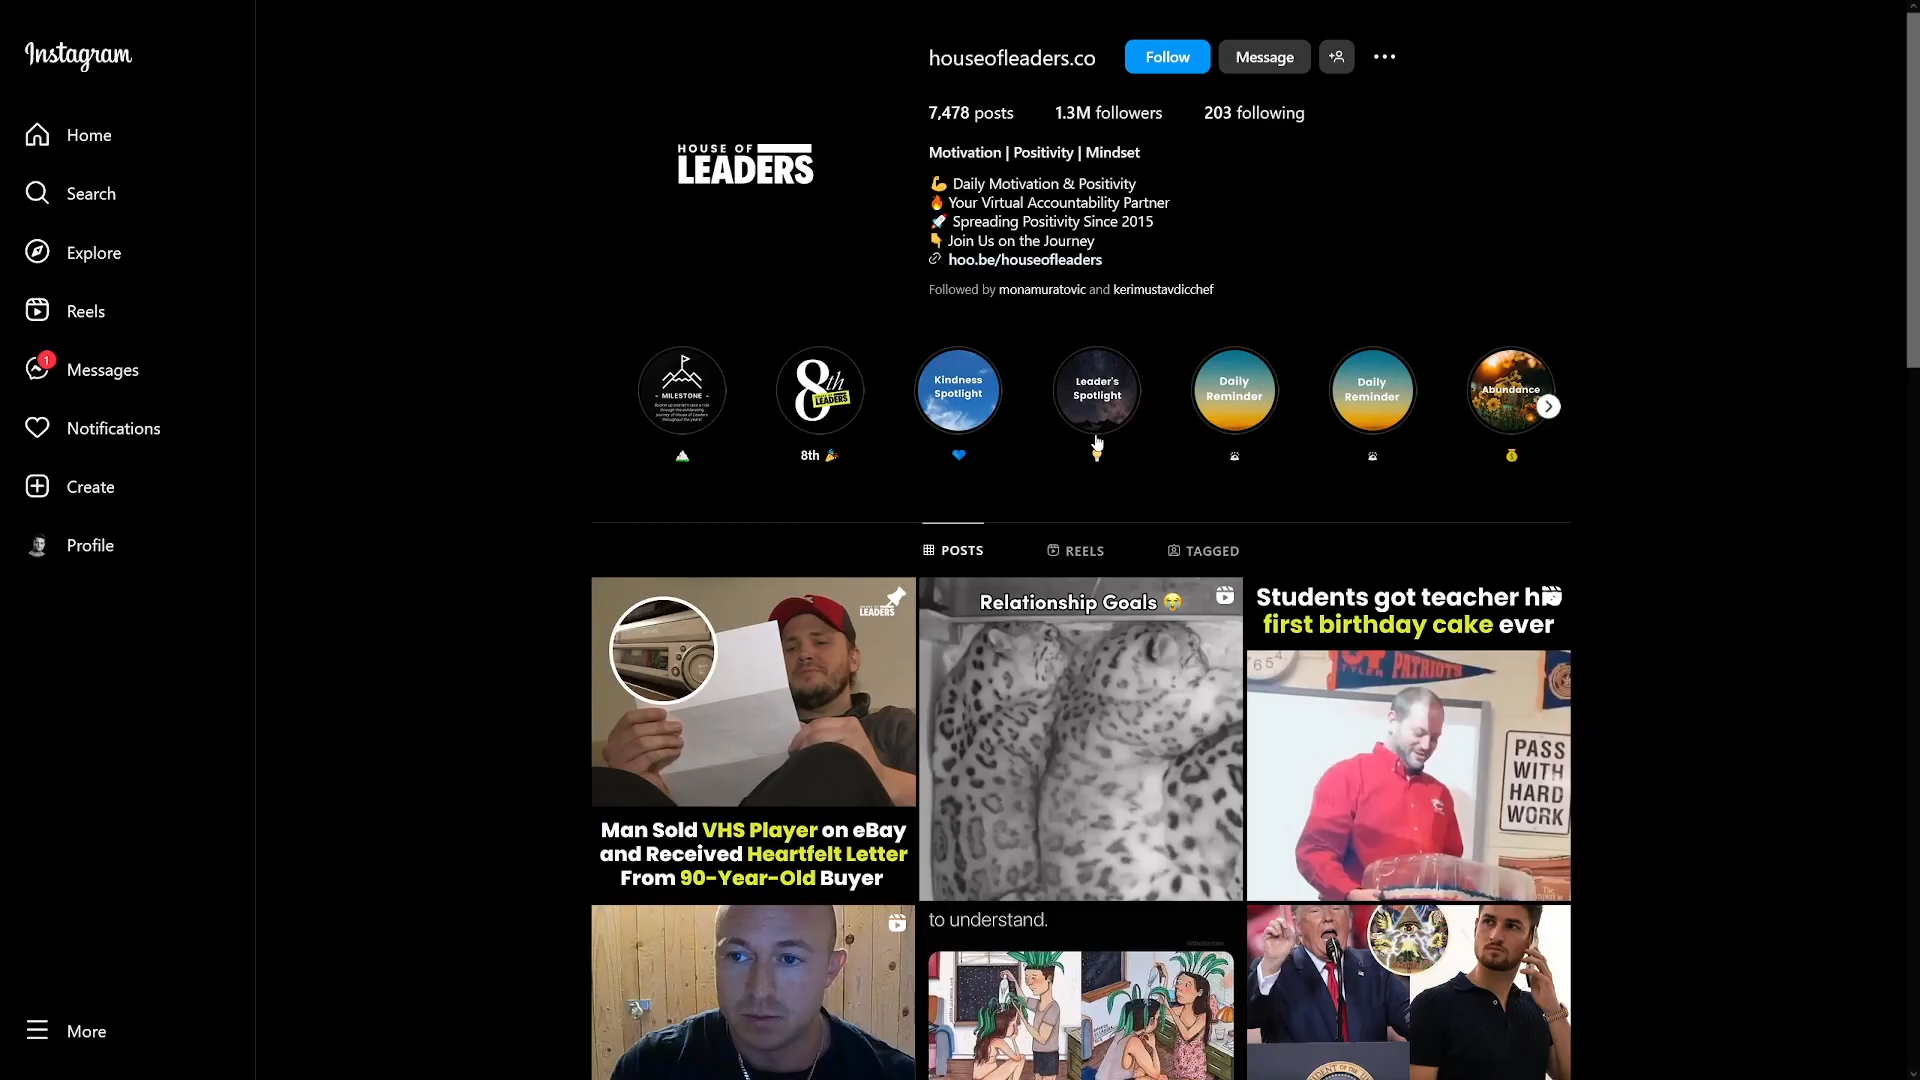 Instagram
Home
Search
Explore
Reels
1
Messages
Notifications
Create
Profile
More
houseofleaders.co
Follow
Message
7,478 posts
1.3M followers
203 following
HOUSE OF
LEADERS
Motivation | Positivity | Mindset
💪 Daily Motivation & Positivity
🔥 Your Virtual Accountability Partner
🚀 Spreading Positivity Since 2015
👇 Join Us on the Journey
hoo.be/houseofleaders
Followed by monamuratovic and kerimustavdicchef
- MILESTONE -
8th
LEADERS
Kindness
Spotlight
Leader's
Spotlight
Daily
Reminder
Daily
Reminder
Abundance
8th 🎉
POSTS
REELS
TAGGED
LEADERS
Man Sold VHS Player on eBay
and Received Heartfelt Letter
From 90-Year-Old Buyer
Relationship Goals 😭
Students got teacher his
first birthday cake ever
TYLER PATRIOTS
PASS
WITH
HARD
WORK
to understand.